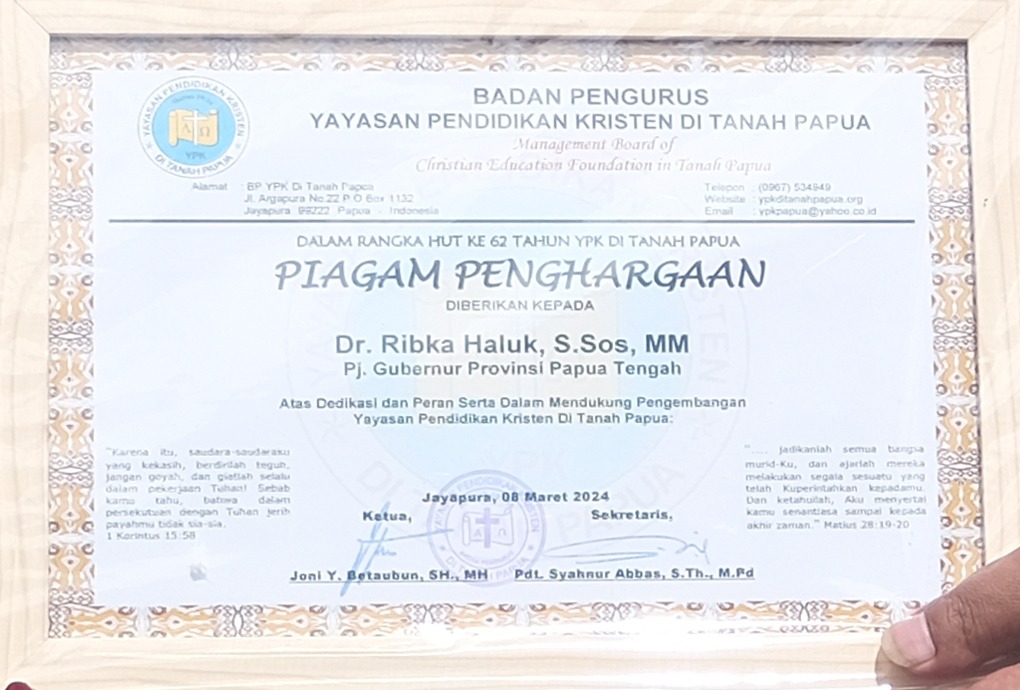 YAYASAN PENDIDIKAN KRISTEN
DI TANAH PAPUA
A Ω
YPK
BADAN PENGURUS
YAYASAN PENDIDIKAN KRISTEN DI TANAH PAPUA
Management Board of
Christian Education Foundation in Tanah Papua
Alamat : BP YPK Di Tanah Papua
Jl. Argapura No.22 P O Box 1132
Jayapura 99222 Papua - Indonesia
Telepon : (0967) 534949
Website : ypkditanahpapua.org
Email : ypkpapua@yahoo.co.id
DALAM RANGKA HUT KE 62 TAHUN YPK DI TANAH PAPUA
PIAGAM PENGHARGAAN
DIBERIKAN KEPADA
Dr. Ribka Haluk, S.Sos, MM
Pj. Gubernur Provinsi Papua Tengah
Atas Dedikasi dan Peran Serta Dalam Mendukung Pengembangan
Yayasan Pendidikan Kristen Di Tanah Papua:
"Karena itu, saudara-saudaraku
yang kekasih, berdirilah teguh,
jangan goyah, dan giatlah selalu
dalam pekerjaan Tuhan! Sebab
kamu tahu, bahwa dalam
persekutuan dengan Tuhan jerih
payahmu tidak sia-sia.
1 Korintus 15:58
".... jadikanlah semua bangsa
murid-Ku, dan ajarlah mereka
melakukan segala sesuatu yang
telah Kuperintahkan kepadamu.
Dan ketahuilah, Aku menyertai
kamu senantiasa sampai kepada
akhir zaman." Matius 28:19-20
Jayapura, 08 Maret 2024
Ketua,
Sekretaris,
Joni Y. Betaubun, SH., MH
Pdt. Syahnur Abbas, S.Th., M.Pd